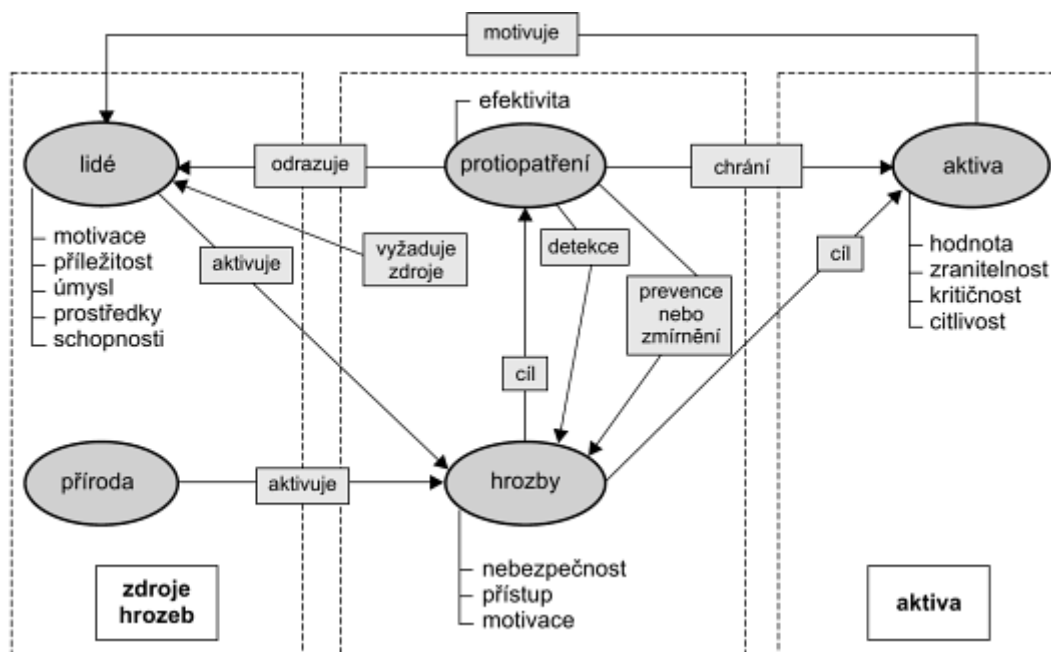 motivuje
efektivita
lidé
odrazuje
protiopatření
chrání
aktiva
motivace
příležitost
úmysl
prostředky
schopnosti
aktivuje
vyžaduje
zdroje
detekce
prevence
nebo
zmírnění
cíl
hodnota
zranitelnost
kritičnost
citlivost
cíl
příroda
aktivuje
hrozby
nebezpečnost
přístup
motivace
zdroje
hrozeb
aktiva